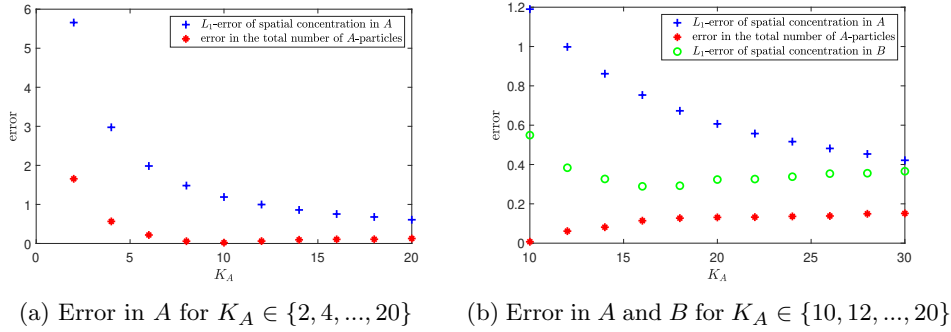 6
5
4
3
2
1
0
error
0
5
10
15
20
K_A
L_1-error of spatial concentration in A
error in the total number of A-particles
1.2
1
0.8
0.6
0.4
0.2
0
error
10
15
20
25
30
K_A
L_1-error of spatial concentration in A
error in the total number of A-particles
L_1-error of spatial concentration in B
(a) Error in A for K_A ∈ {2, 4, ..., 20}
(b) Error in A and B for K_A ∈ {10, 12, ..., 20}